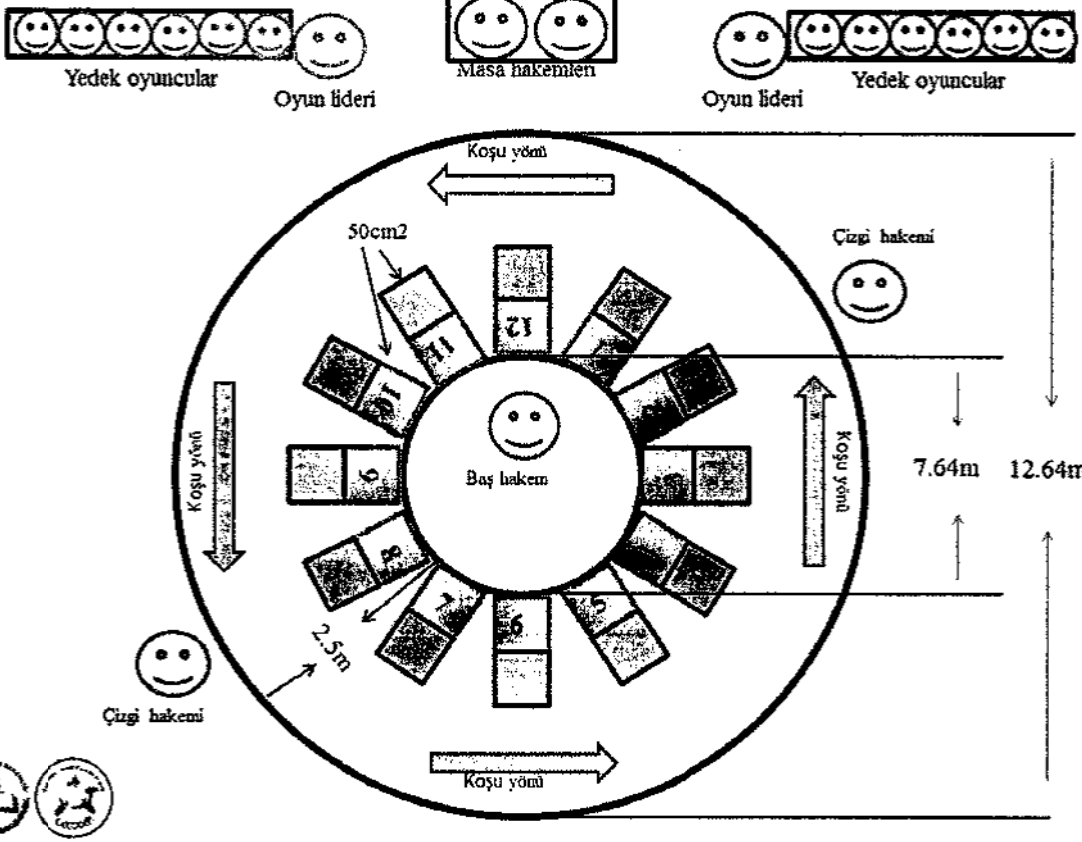 Yedek oyuncular
Oyun lideri
Masa hakemleri
Oyun lideri
Yedek oyuncular
Koşu yönü
50cm2
Çizgi hakemi
12
11
10
9
8
7
6
5
Baş hakem
Koşu yönü
Koşu yönü
7.64m
12.64m
2.5m
Çizgi hakemi
Koşu yönü